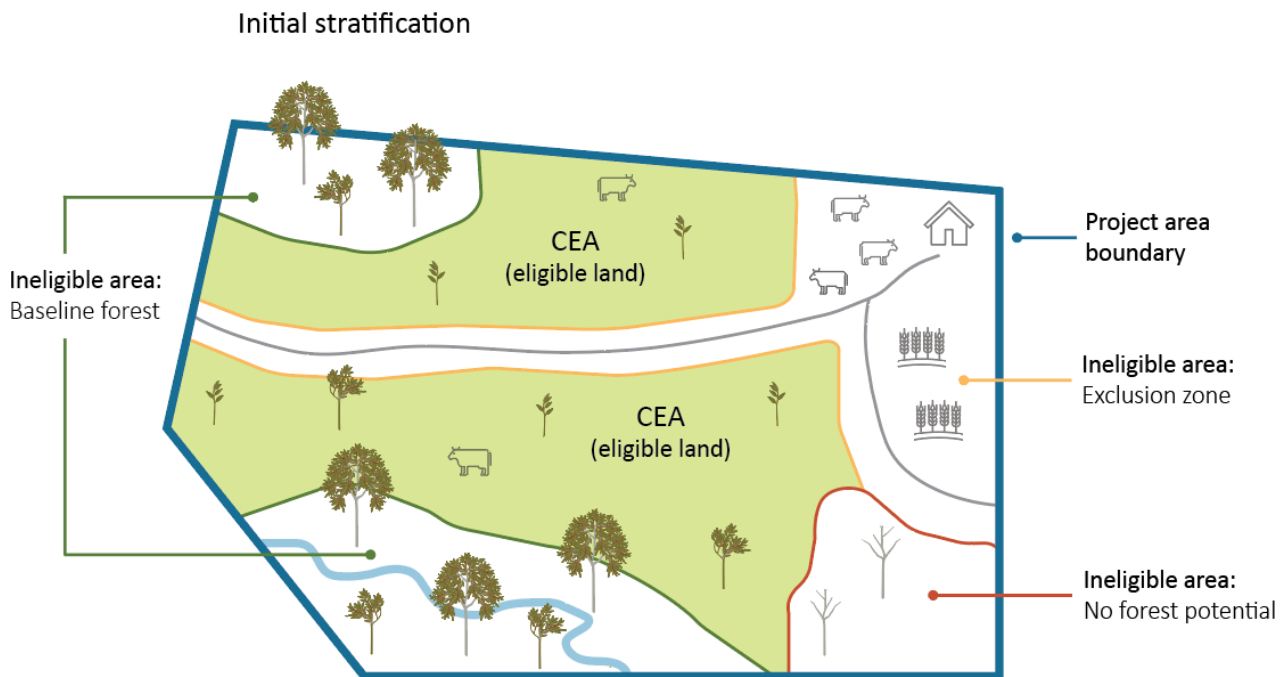 Initial stratification
CEA
(eligible land)
Project area
boundary
Ineligible area:
Baseline forest
Ineligible area:
Exclusion zone
CEA
(eligible land)
Ineligible area:
No forest potential